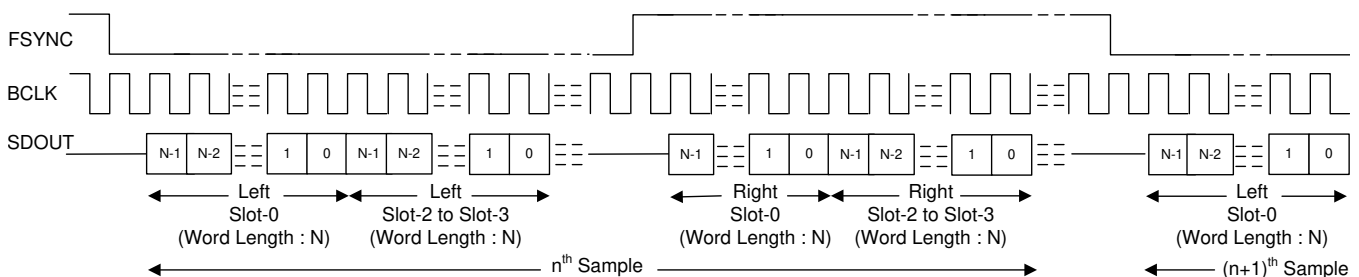 FSYNC
BCLK
SDOUT
N-1 N-2 1 0 N-1 N-2 1 0 N-1 1 0 N-1 N-2 1 0 N-1 N-2 1 0
Left Left Right Right Left
Slot-0 Slot-2 to Slot-3 Slot-0 Slot-2 to Slot-3 Slot-0
(Word Length : N) (Word Length : N) (Word Length : N) (Word Length : N) (Word Length : N)
nth Sample (n+1)th Sample